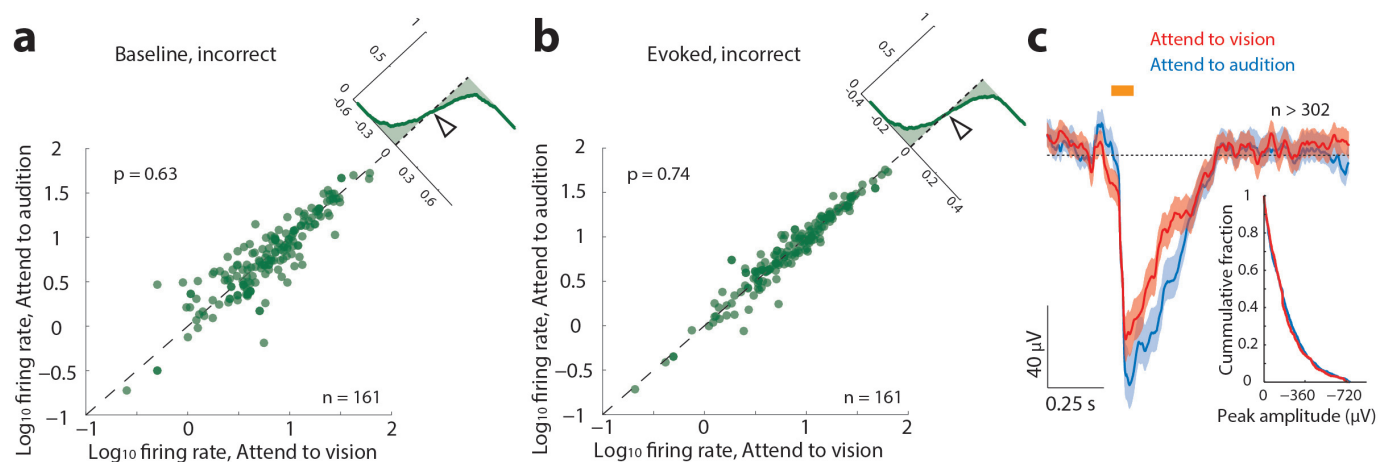 a
Baseline, incorrect
1
0.5
0
-0.6
-0.3
0
0.3
0.6
p = 0.63
n = 161
2
1.5
1
0.5
0
−0.5
−1
Log10 firing rate, Attend to audition
−1
0
1
2
Log10 firing rate, Attend to vision
b
Evoked, incorrect
1
0.5
0
-0.4
-0.2
0
0.2
0.4
p = 0.74
n = 161
2
1.5
1
0.5
0
−0.5
−1
Log10 firing rate, Attend to audition
−1
0
1
2
Log10 firing rate, Attend to vision
c
Attend to vision
Attend to audition
n > 302
40 µV
0.25 s
Cummulative fraction
1
0.8
0.6
0.4
0.2
0
0
−360
−720
Peak amplitude (µV)